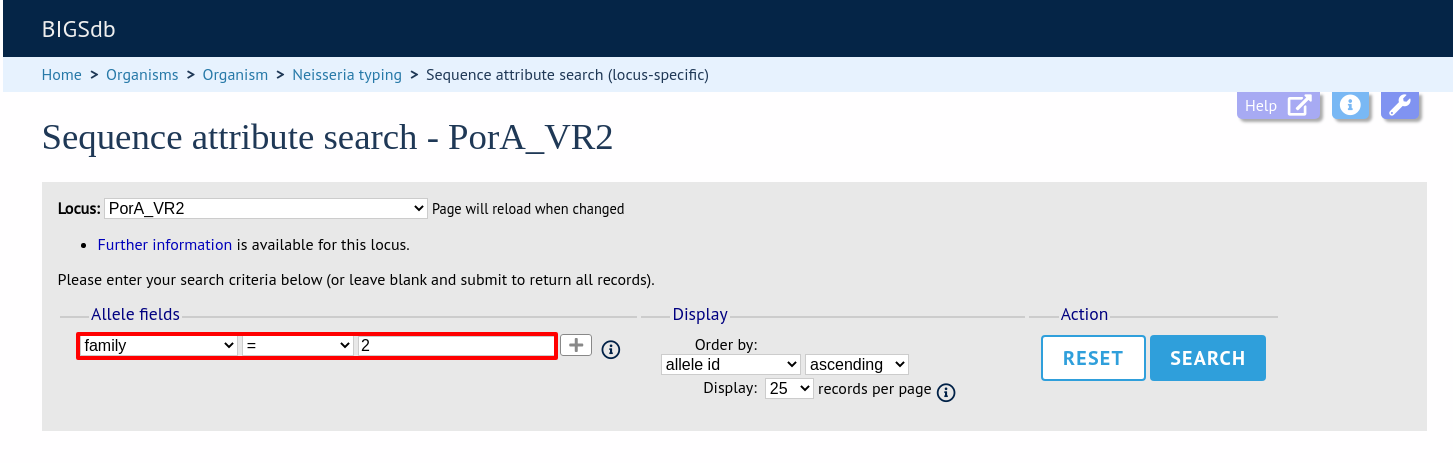 BIGSdb
Home > Organisms > Organism > Neisseria typing > Sequence attribute search (locus-specific)
Help
Sequence attribute search - PorA_VR2
Locus: PorA_VR2 Page will reload when changed
• Further information is available for this locus.
Please enter your search criteria below (or leave blank and submit to return all records).
Allele fields Display Action
family = 2 +
Order by:
allele id ascending
RESET SEARCH
Display: 25 records per page